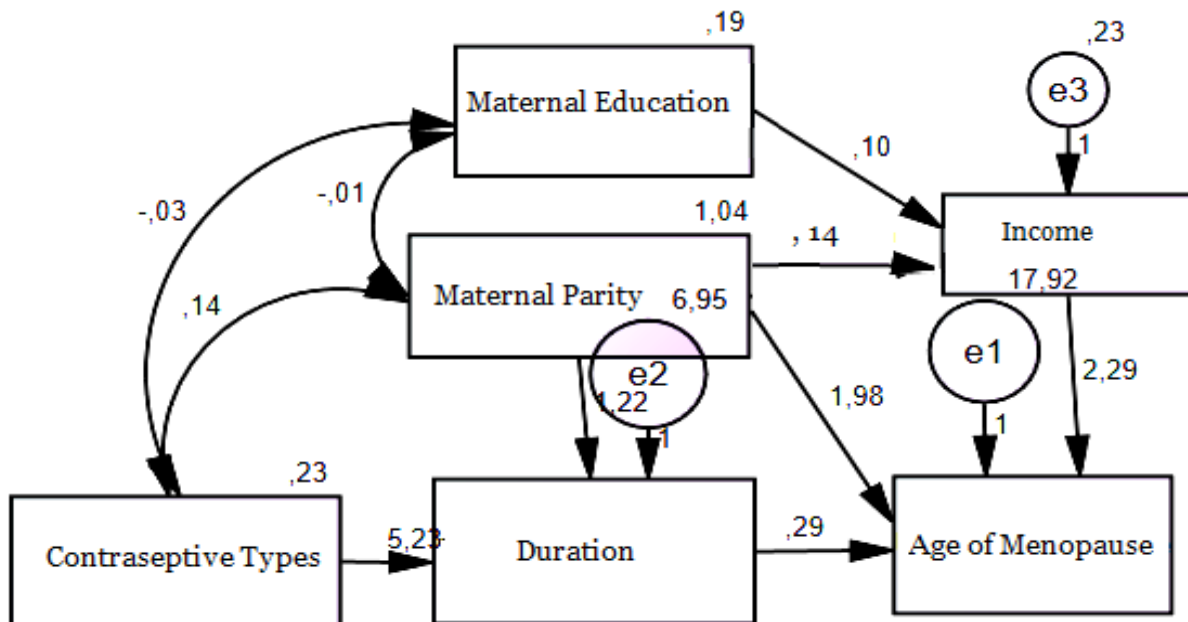 ,19
,23
Maternal Education
e3
,10
1
-,03
-,01
1,04
, 14
Income
,14
Maternal Parity
6,95
17,92
e2
e1
1,22
1,98
2,29
1
1
,23
5,23
Contraseptive Types
Duration
,29
Age of Menopause